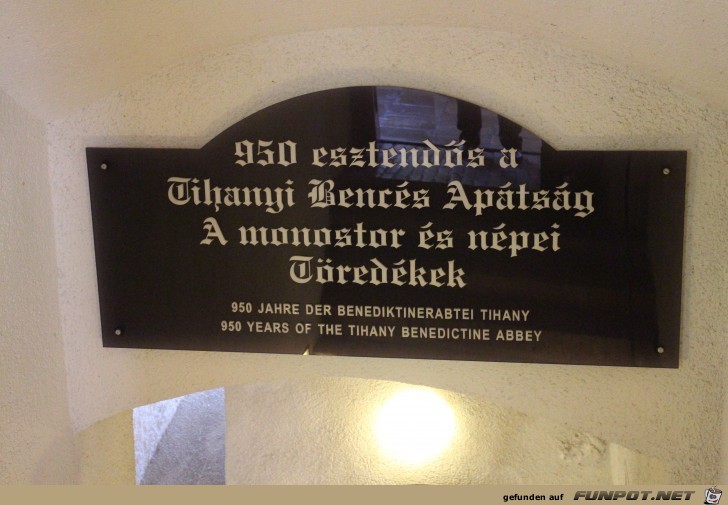 950 esztendős a
Tihanyi Bencés Apátság
A monostor és népei
Töredékek
950 JAHRE DER BENEDIKTINERABTEI TIHANY
950 YEARS OF THE TIHANY BENEDICTINE ABBEY
gefunden auf FUNPOT.NET